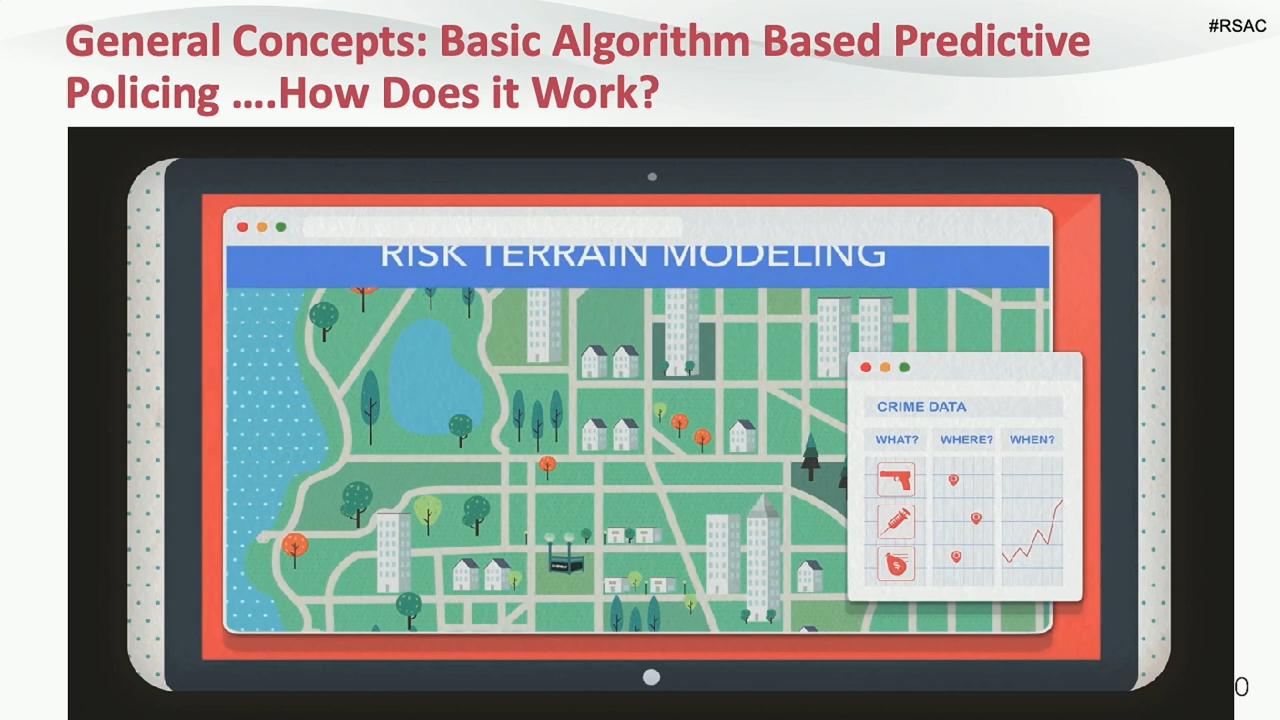 General Concepts: Basic Algorithm Based Predictive
Policing ....How Does it Work?
#RSAC
RISK TERRAIN MODELING
CRIME DATA
WHAT? WHERE? WHEN?
$
0